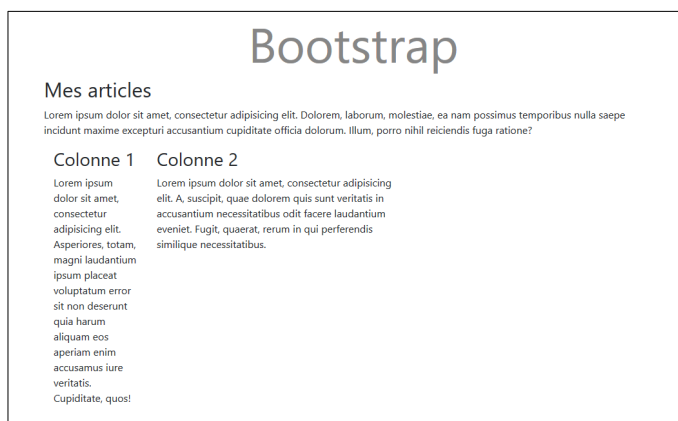 Bootstrap
Mes articles
Lorem ipsum dolor sit amet, consectetur adipisicing elit. Dolorem, laborum, molestiae, ea nam possimus temporibus nulla saepe
incidunt maxime excepturi accusantium cupiditate officia dolorum. Illum, porro nihil reiciendis fuga ratione?
Colonne 1
Lorem ipsum
dolor sit amet,
consectetur
adipisicing elit.
Asperiores, totam,
magni laudantium
ipsum placeat
voluptatum error
sit non deserunt
quia harum
aliquam eos
aperiam enim
accusamus iure
veritatis.
Cupiditate, quos!
Colonne 2
Lorem ipsum dolor sit amet, consectetur adipisicing
elit. A, suscipit, quae dolorem quis sunt veritatis in
accusantium necessitatibus odit facere laudantium
eveniet. Fugit, quaerat, rerum in qui perferendis
similique necessitatibus.